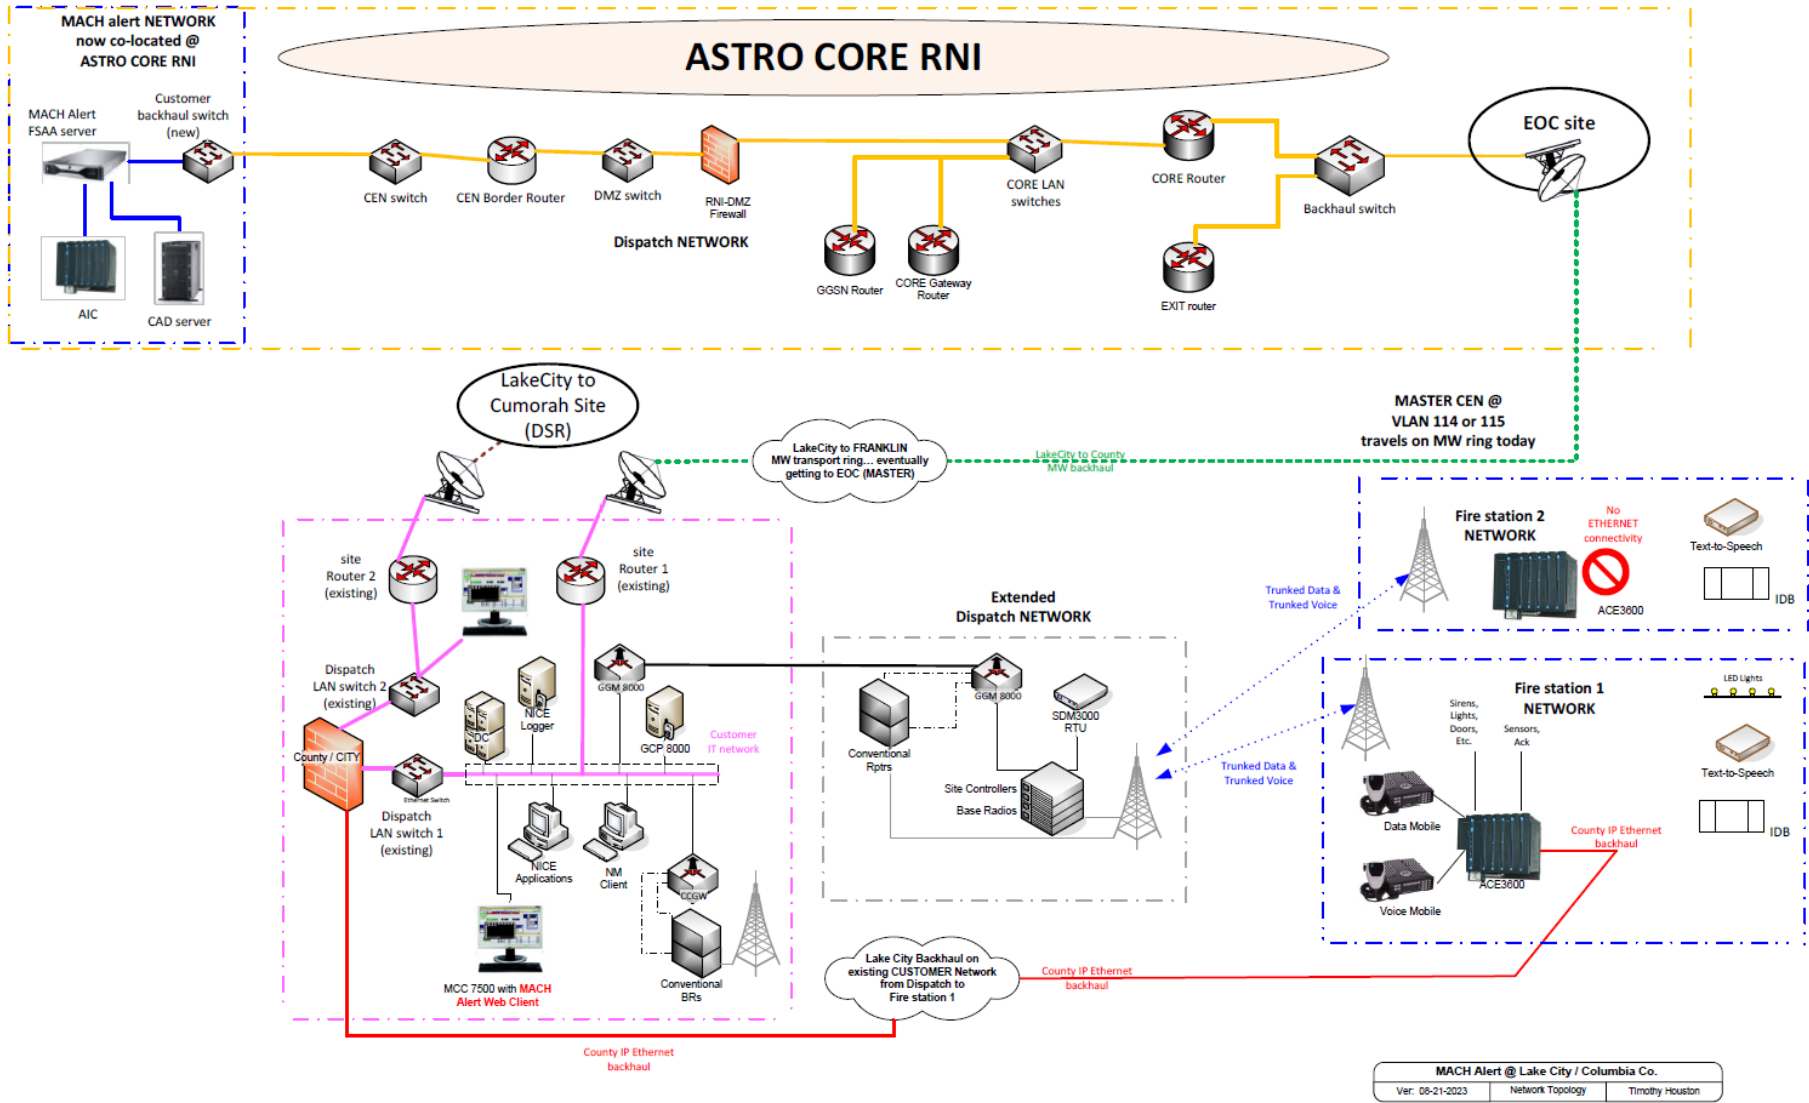 MACH alert NETWORK
now co-located @
ASTRO CORE RNI
ASTRO CORE RNI
MACH Alert
FSAA server
Customer
backhaul switch
(new)
AIC
CAD server
CEN switch
CEN Border Router
DMZ switch
RNI-DMZ
Firewall
Dispatch NETWORK
GGSN Router
CORE Gateway
Router
CORE LAN
switches
CORE Router
EXIT router
Backhaul switch
EOC site
LakeCity to
Cumorah Site
(DSR)
LakeCity to FRANKLIN
MW transport ring... eventually
getting to EOC (MASTER)
LakeCity to County
MW backhaul
MASTER CEN @
VLAN 114 or 115
travels on MW ring today
site
Router 2
(existing)
site
Router 1
(existing)
Dispatch
LAN switch 2
(existing)
County / CITY
Ethernet Switch
Dispatch
LAN switch 1
(existing)
DC
NICE
Logger
GGM 8000
GCP 8000
Customer
IT network
NICE
Applications
NM
Client
CCGW
MCC 7500 with MACH
Alert Web Client
Conventional
BRs
Extended
Dispatch NETWORK
GGM 8000
Conventional
Rptrs
SDM3000
RTU
Site Controllers
Base Radios
Trunked Data &
Trunked Voice
Trunked Data &
Trunked Voice
Fire station 2
NETWORK
No
ETHERNET
connectivity
ACE3600
Text-to-Speech
IDB
Fire station 1
NETWORK
Sirens,
Lights,
Doors,
Etc.
Sensors,
Ack
LED Lights
Text-to-Speech
IDB
Data Mobile
Voice Mobile
ACE3600
County IP Ethernet
backhaul
Lake City Backhaul on
existing CUSTOMER Network
from Dispatch to
Fire station 1
County IP Ethernet
backhaul
County IP Ethernet
backhaul
MACH Alert @ Lake City / Columbia Co.
Ver: 08-21-2023
Network Topology
Timothy Houston